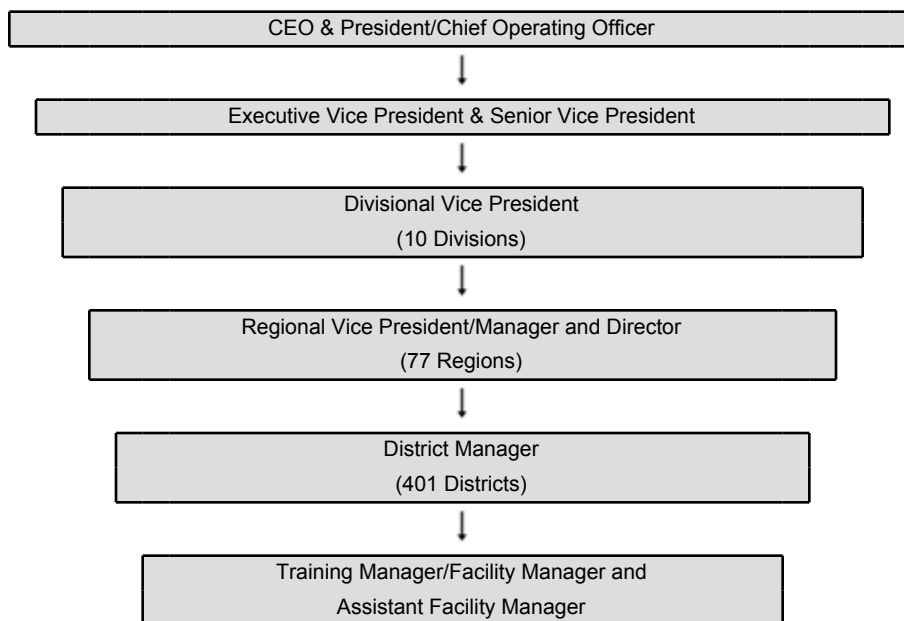 CEO & President/Chief Operating Officer
Executive Vice President & Senior Vice President
Divisional Vice President
(10 Divisions)
Regional Vice President/Manager and Director
(77 Regions)
District Manager
(401 Districts)
Training Manager/Facility Manager and
Assistant Facility Manager